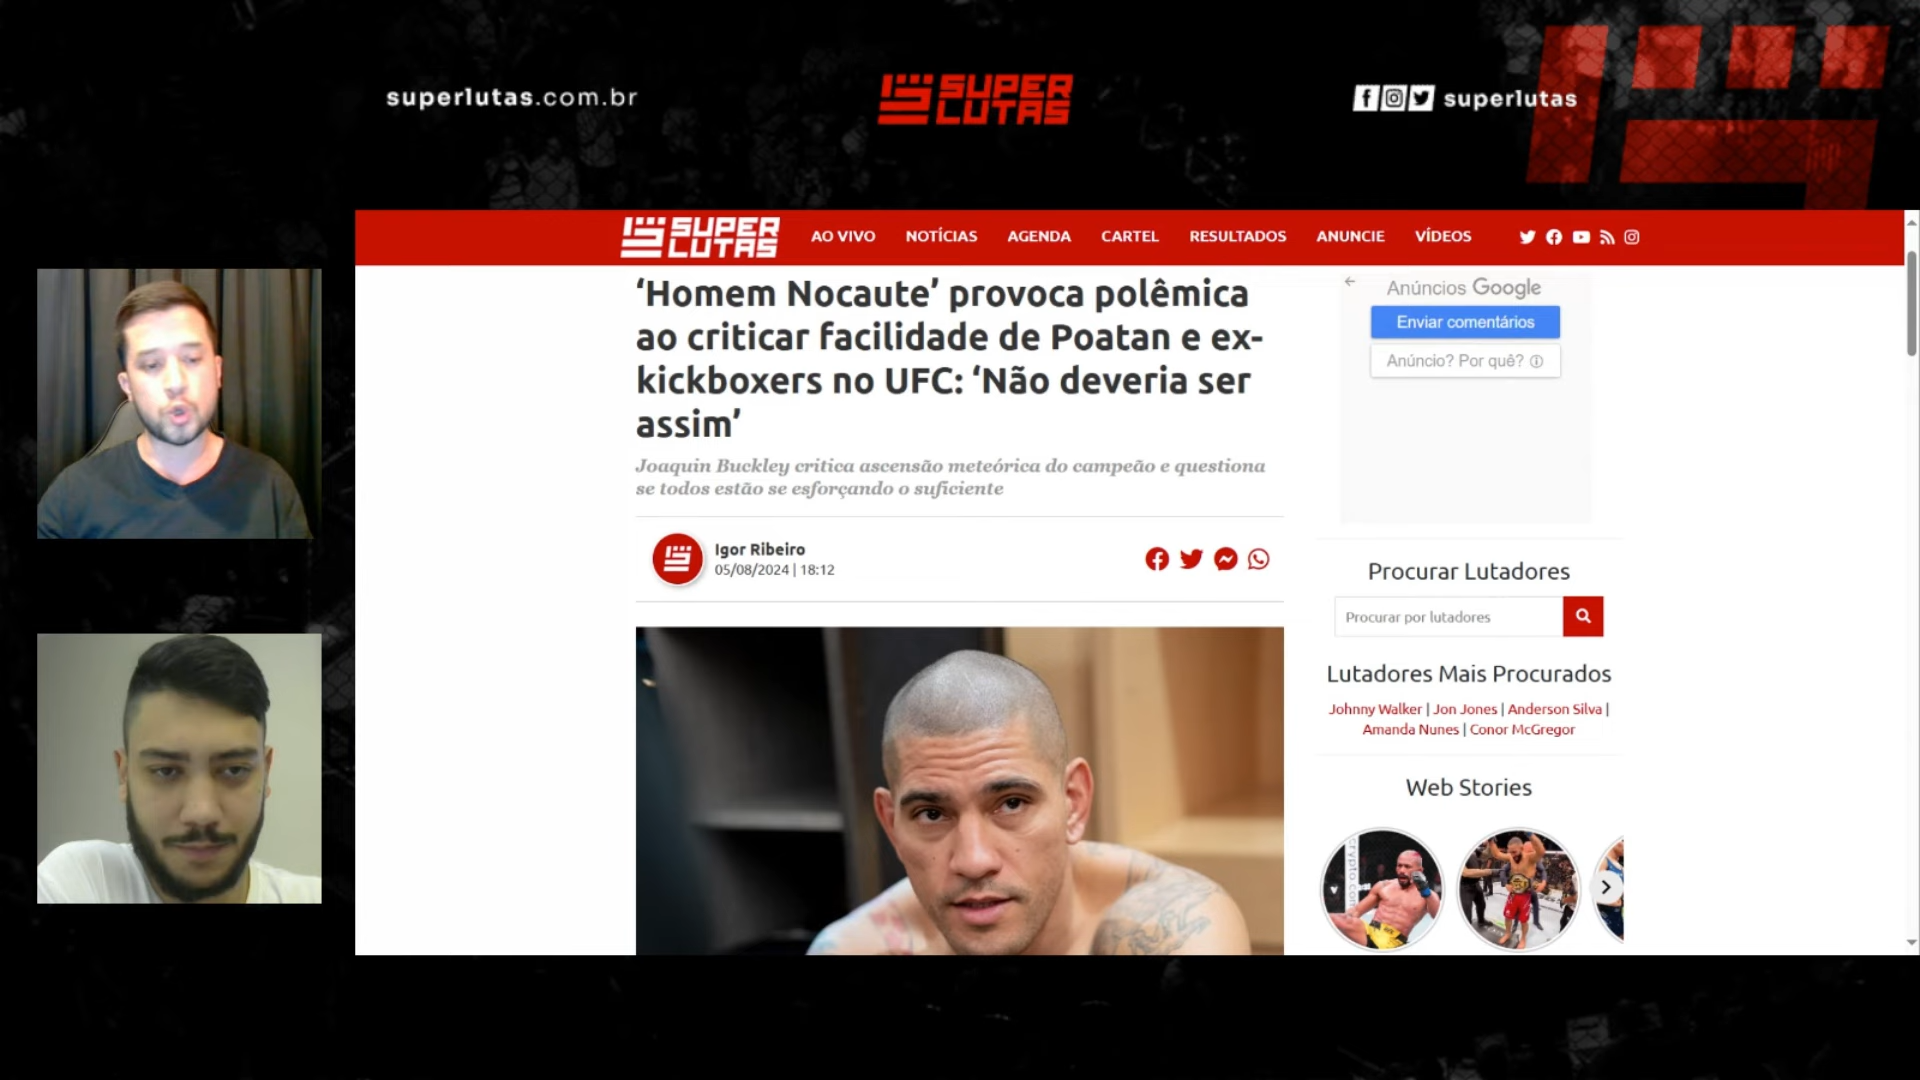 superlutas.com.br
SUPER
LUTAS
superlutas
SUPER
LUTAS
AO VIVO NOTÍCIAS AGENDA CARTEL RESULTADOS ANUNCIE VÍDEOS
‘Homem Nocaute’ provoca polêmica
ao criticar facilidade de Poatan e ex-
kickboxers no UFC: ‘Não deveria ser
assim’
Joaquin Buckley critica ascensão meteórica do campeão e questiona
se todos estão se esforçando o suficiente
Igor Ribeiro
05/08/2024 | 18:12
Anúncios Google
Enviar comentários
Anúncio? Por quê?
Procurar Lutadores
Procurar por lutadores
Lutadores Mais Procurados
Johnny Walker | Jon Jones | Anderson Silva |
Amanda Nunes | Conor McGregor
Web Stories
crypto.com